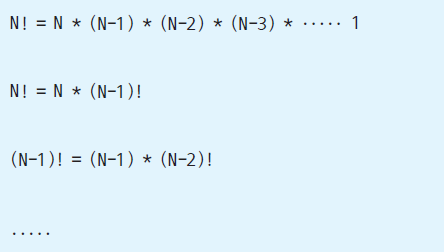 N! = N * (N-1) * (N-2) * (N-3) * ····· 1
N! = N * (N-1)!
(N-1)! = (N-1) * (N-2)!
·····